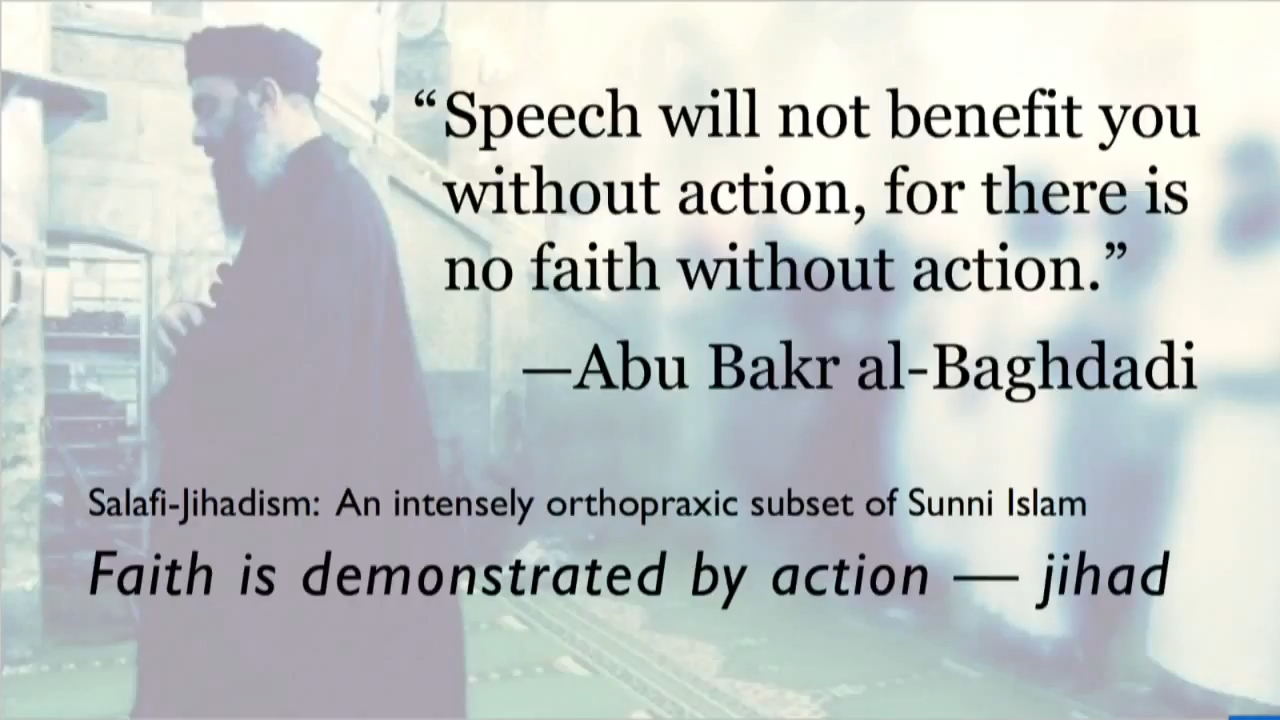 “Speech will not benefit you
without action, for there is
no faith without action.”
—Abu Bakr al-Baghdadi
Salafi-Jihadism: An intensely orthopraxic subset of Sunni Islam
Faith is demonstrated by action — jihad